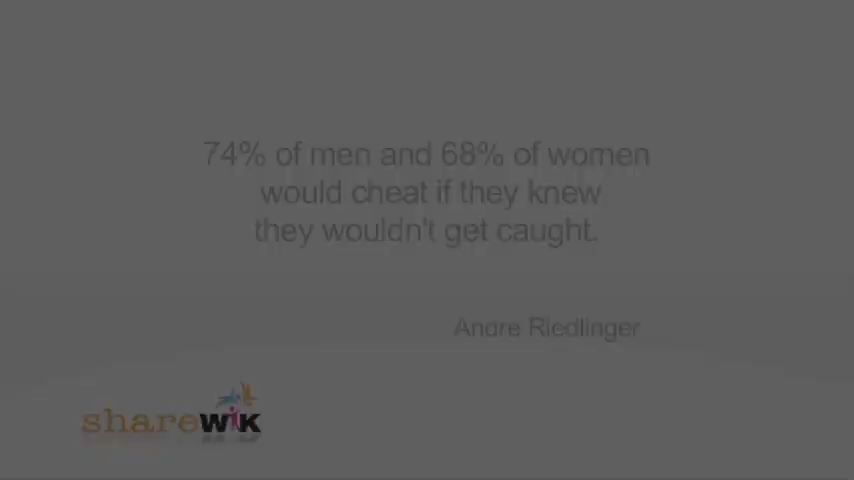 74% of men and 68% of women
would cheat if they knew
they wouldn't get caught.
Andre Riedlinger
sharewik